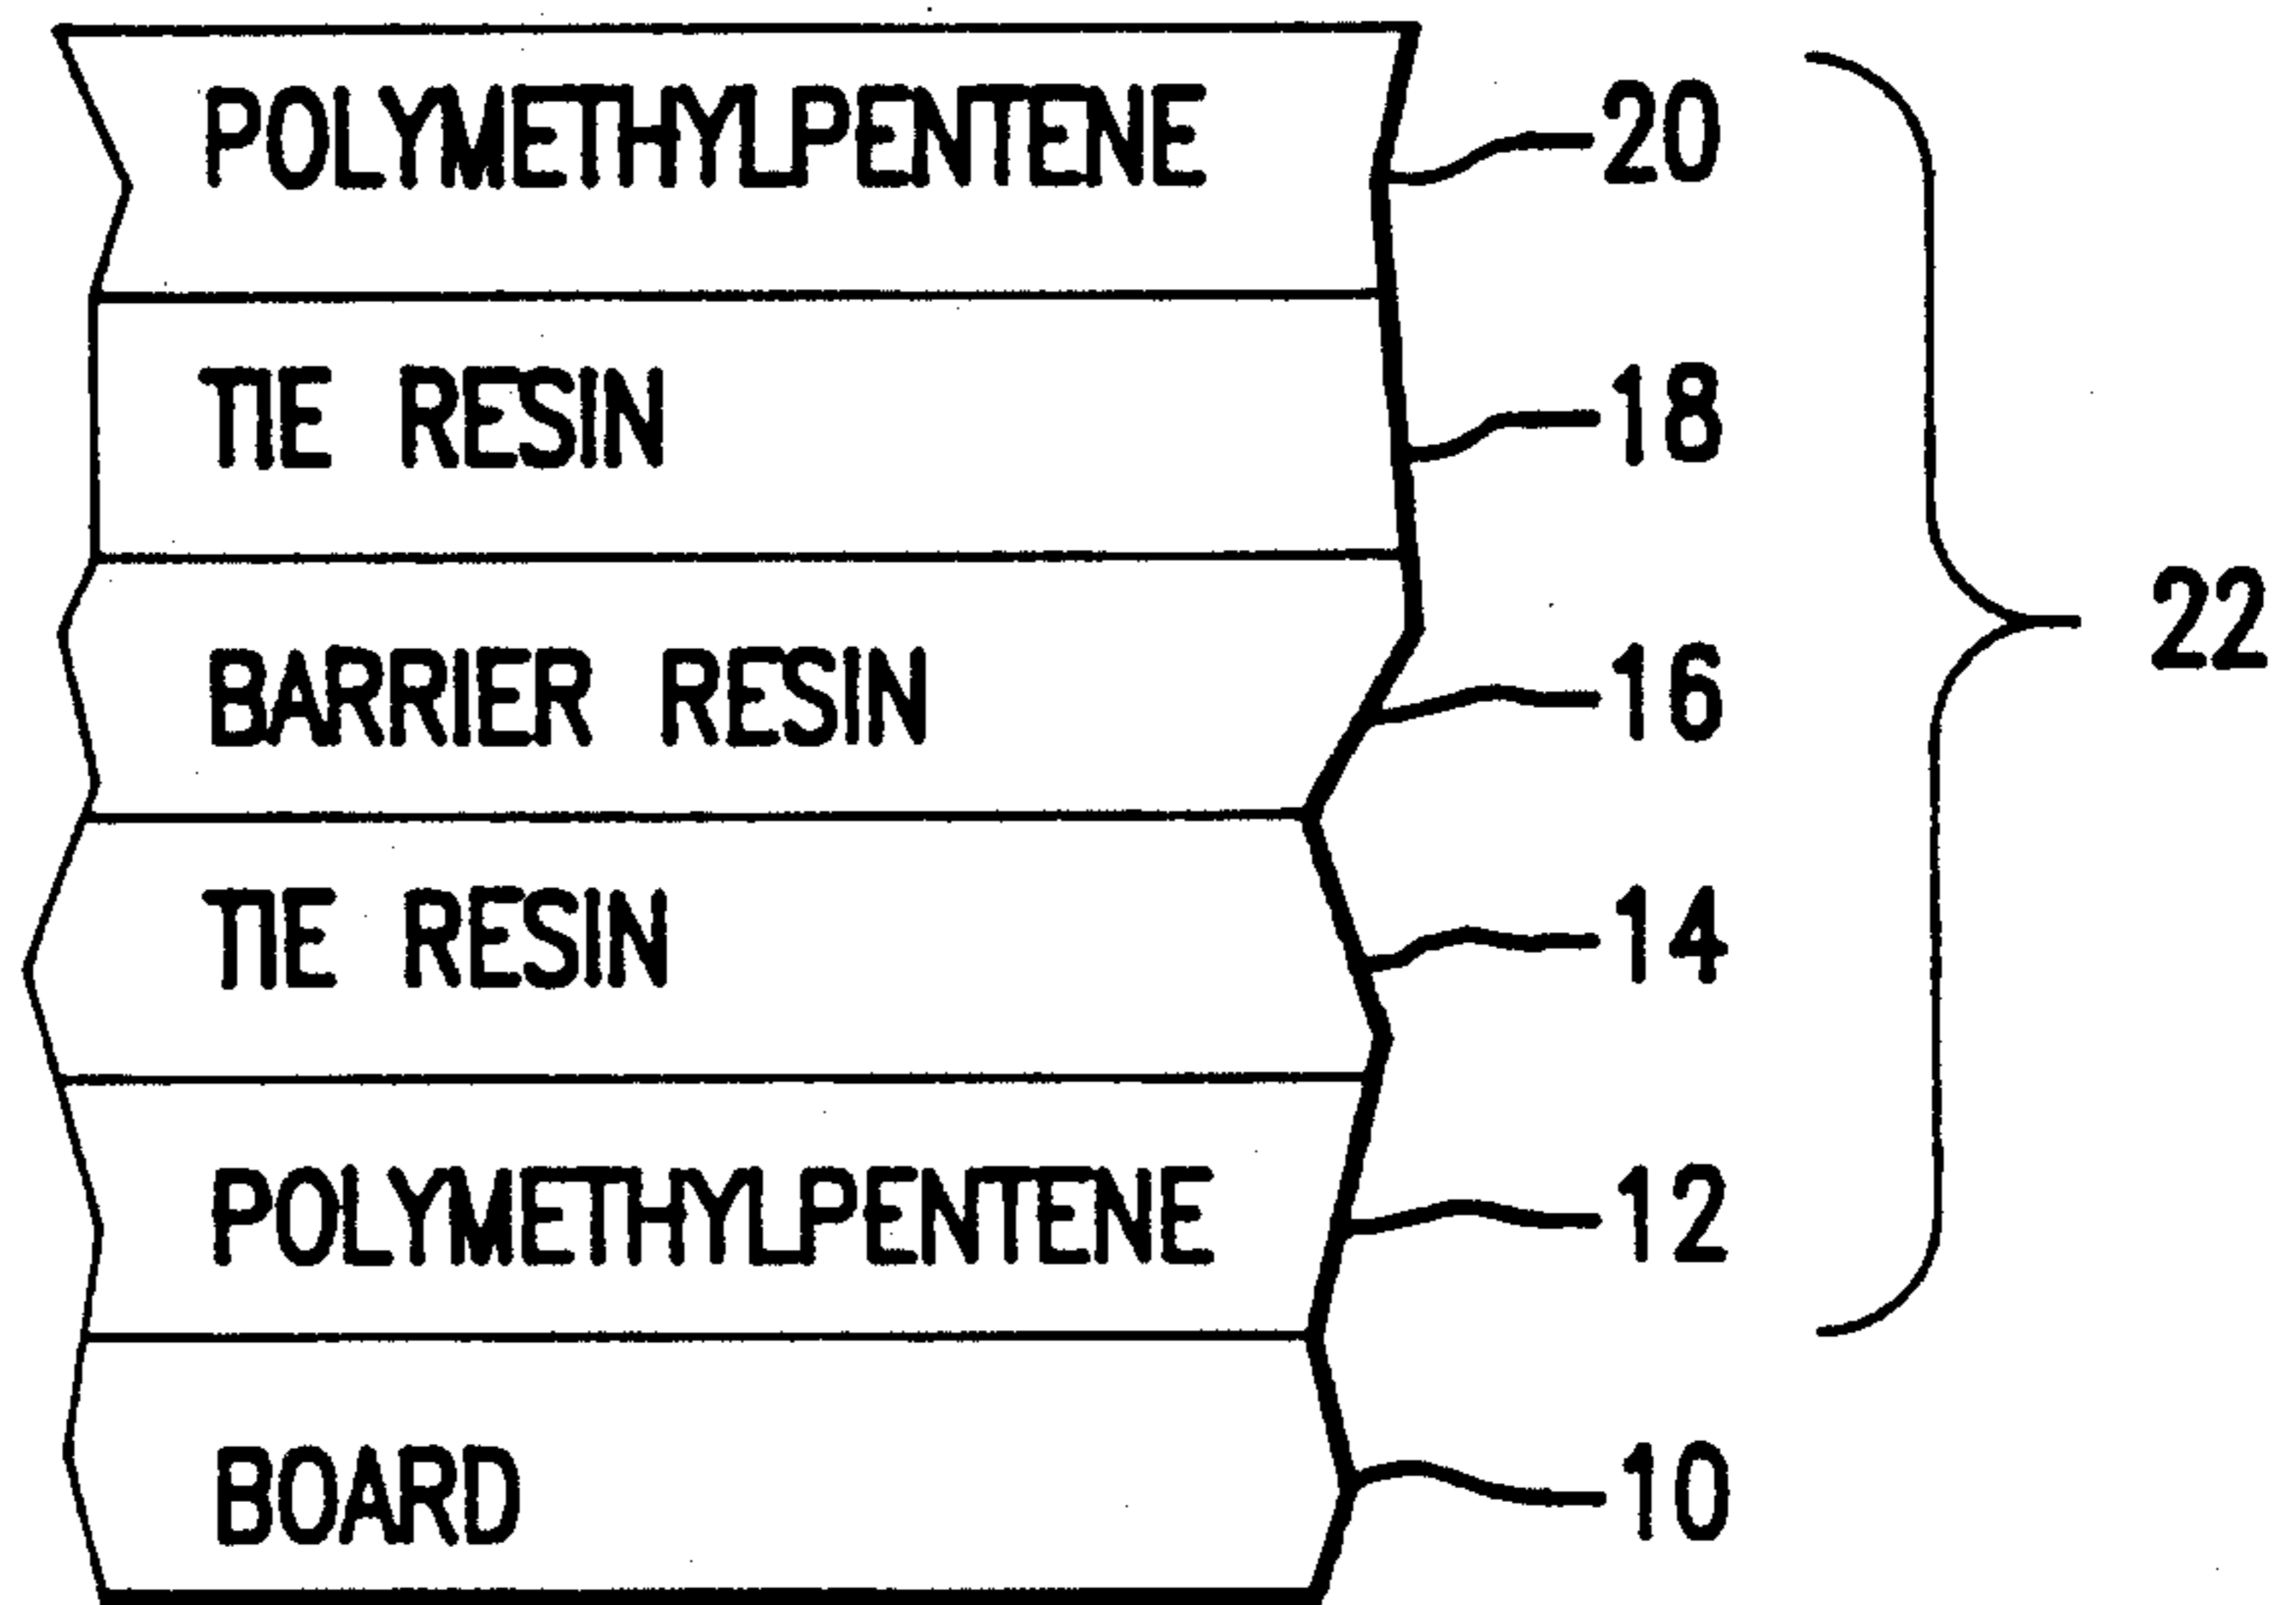 POLYMETHYLPENTENE 20
TIE RESIN 18
22
BARRIER RESIN 16
TIE RESIN 14
POLYMETHYLPENTENE 12
BOARD 10